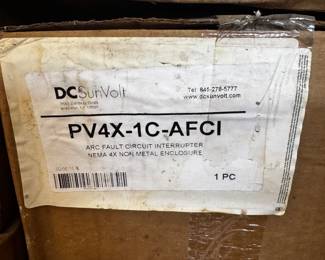 DCSunVolt
Tel: 641-278-5777
www.dcsunvolt.com
PV4X-1C-AFCI
ARC FAULT CIRCUIT INTERRUPTER
NEMA 4X NON METAL ENCLOSURE
1 PC